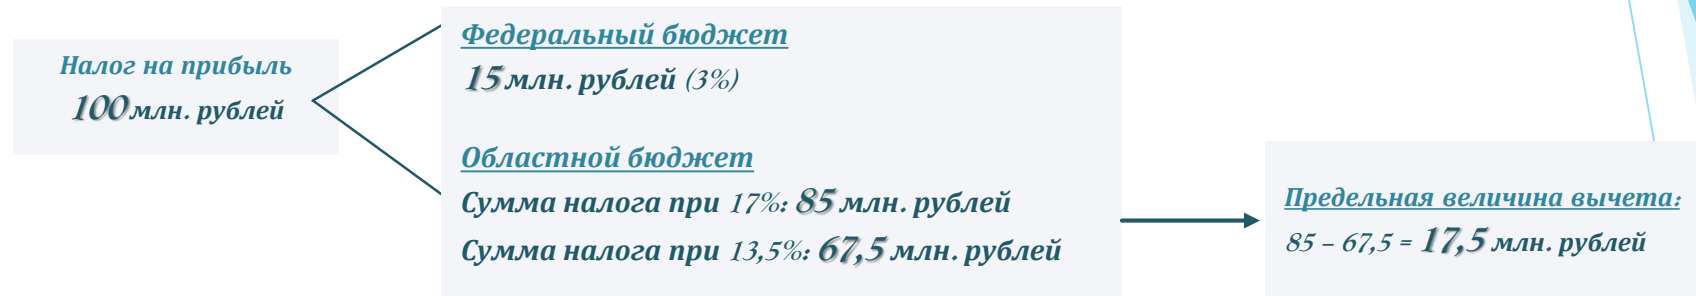 Налог на прибыль
100 млн. рублей
Федеральный бюджет
15 млн. рублей (3%)
Областной бюджет
Сумма налога при 17%: 85 млн. рублей
Сумма налога при 13,5%: 67,5 млн. рублей
Предельная величина вычета:
85 – 67,5 = 17,5 млн. рублей